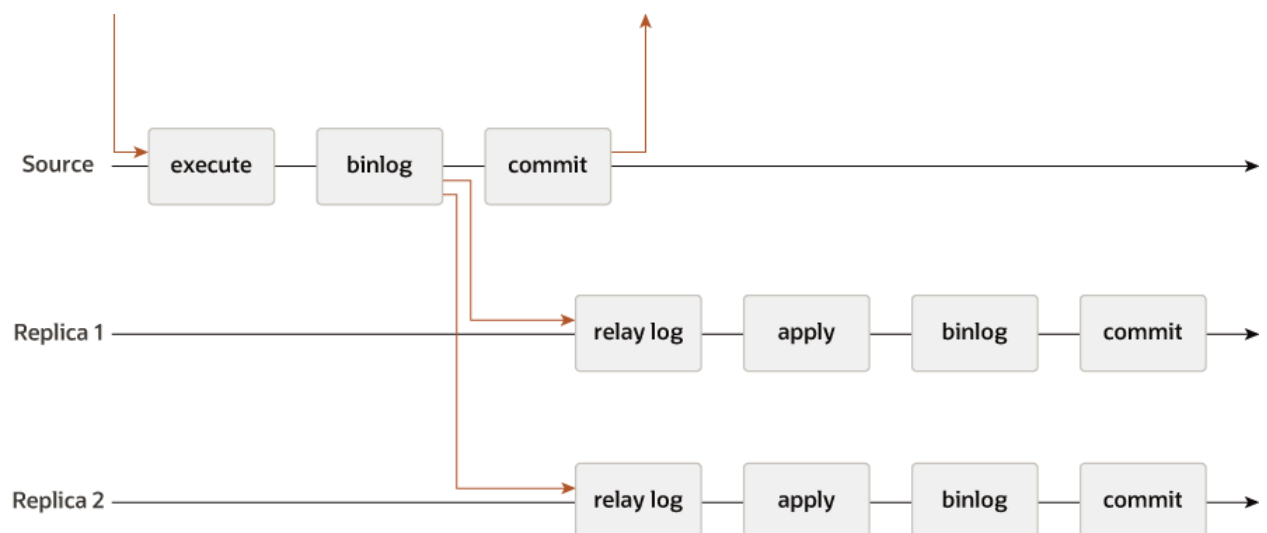 Source execute binlog commit
Replica 1 relay log apply binlog commit
Replica 2 relay log apply binlog commit